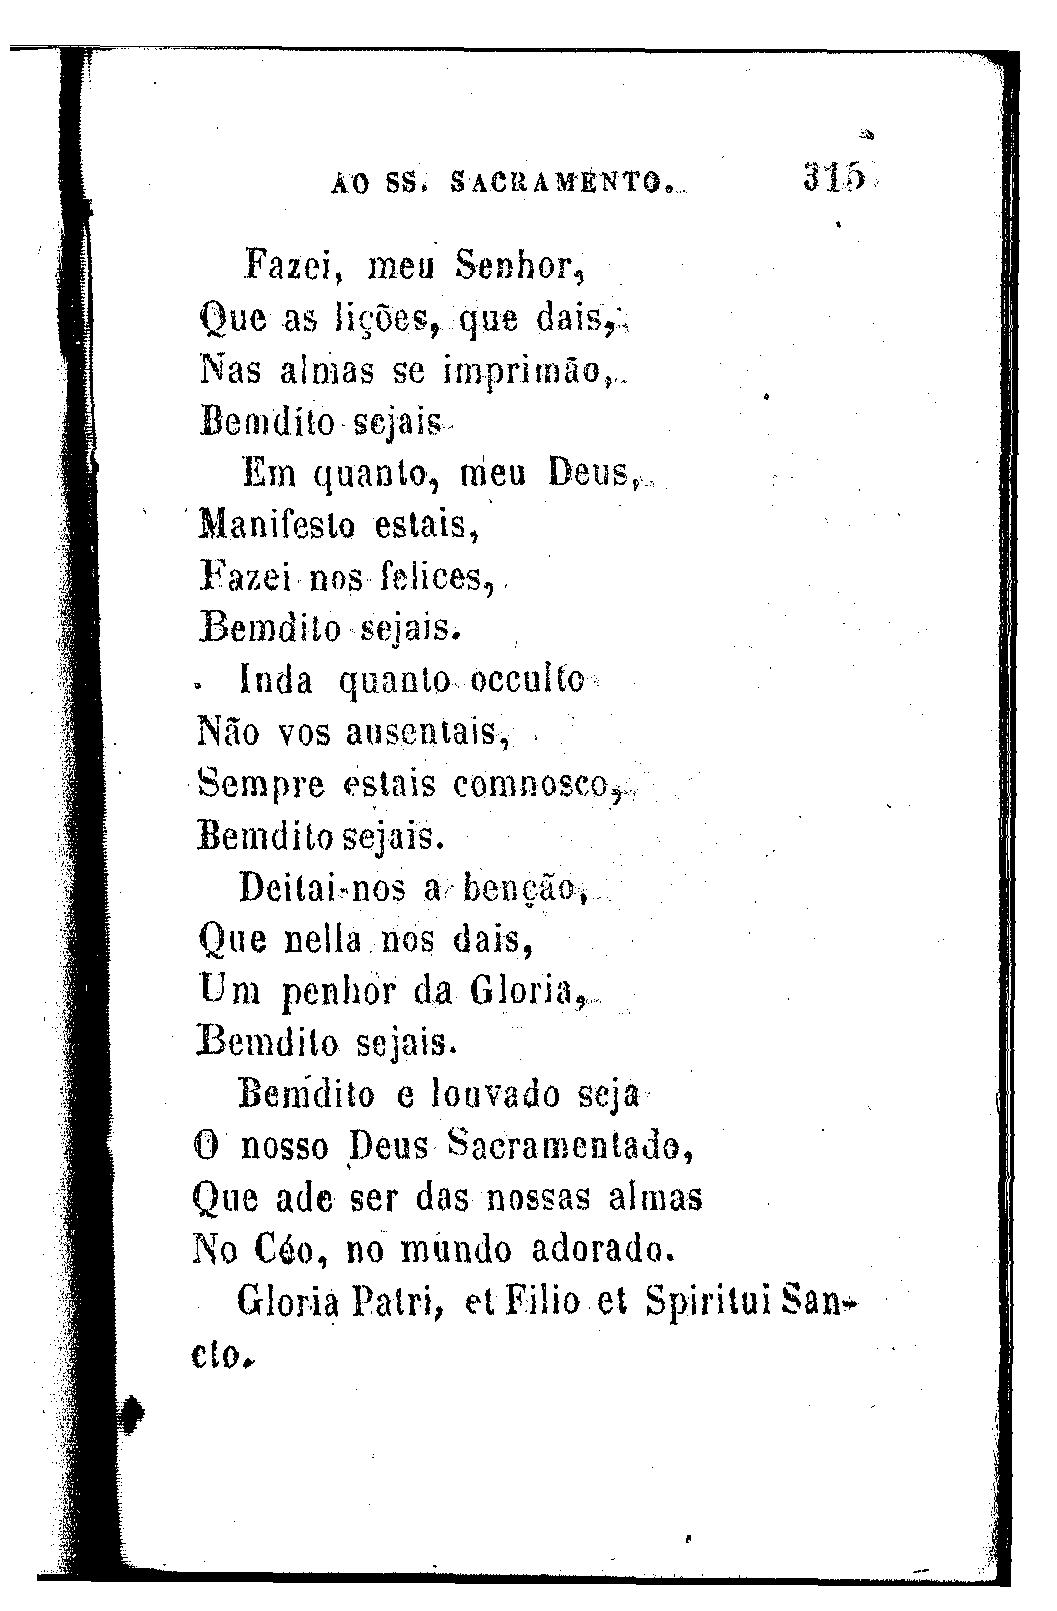 AO SS. SACRAMENTO. 315
Fazei, meu Senhor,
Que as lições, que dais,
Nas almas se imprimão,
Bemdito sejais
Em quanto, meu Deus,
Manifesto estais,
Fazei nos felices,
Bemdito sejais.
Inda quanto occulto
Não vos ausentais,
Sempre estais comnosco,
Bemdito sejais.
Deitai-nos a benção,
Que nella nos dais,
Um penhor da Gloria,
Bemdito sejais.
Bemdito e louvado seja
O nosso Deus Sacramentado,
Que ade ser das nossas almas
No Céo, no mundo adorado.
Gloria Patri, et Filio et Spiritui San-
cto.